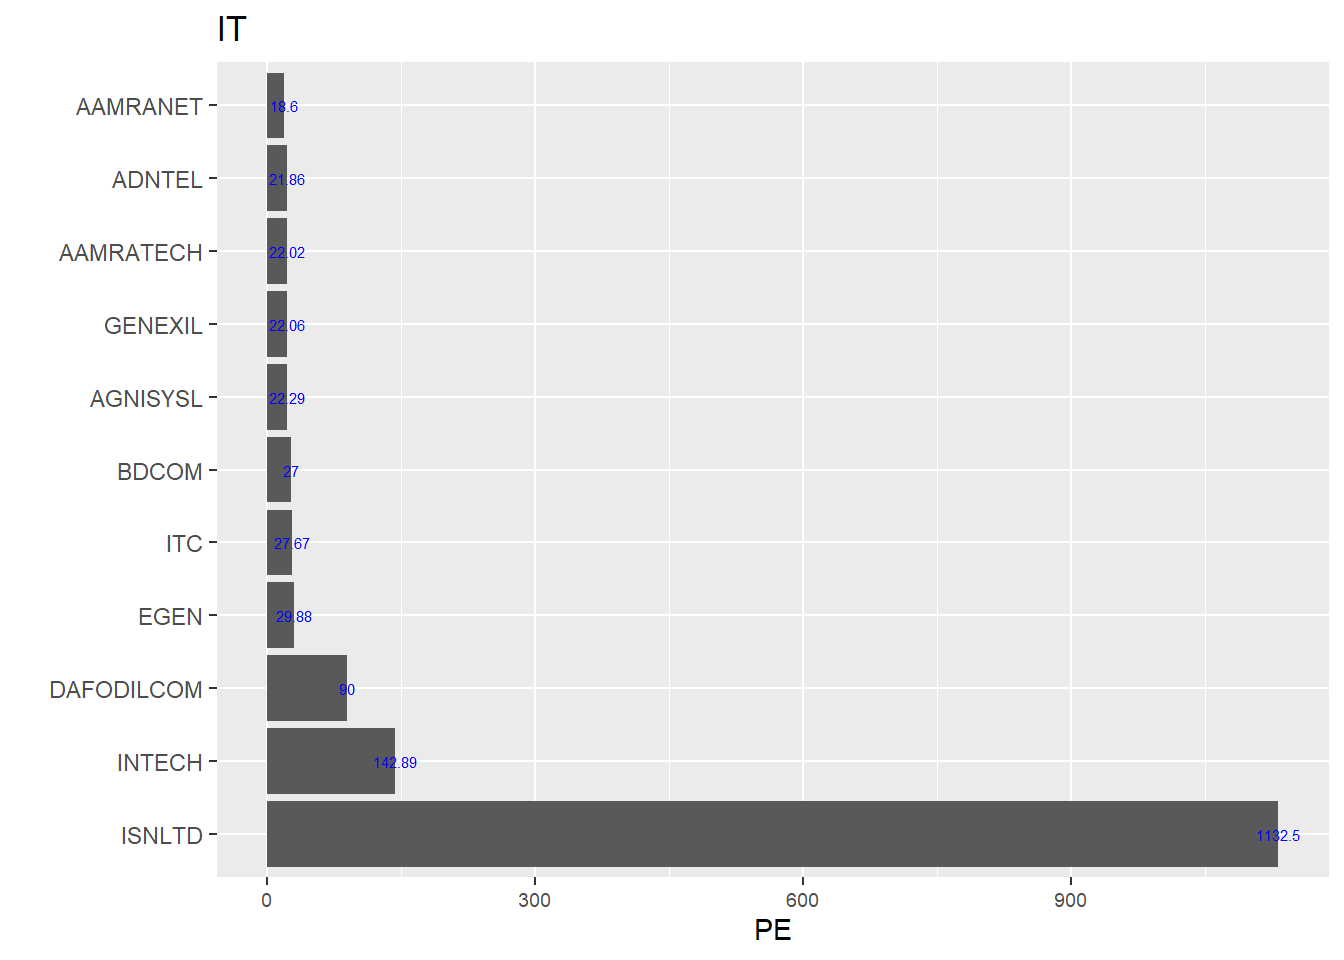 IT
AAMRANET 18.6
ADNTEL 21.86
AAMRATECH 22.02
GENEXIL 22.06
AGNISYSL 22.29
BDCOM 27
ITC 27.67
EGEN 29.88
DAFODILCOM 90
INTECH 142.89
ISNLTD 1132.5
0 300 600 900
PE